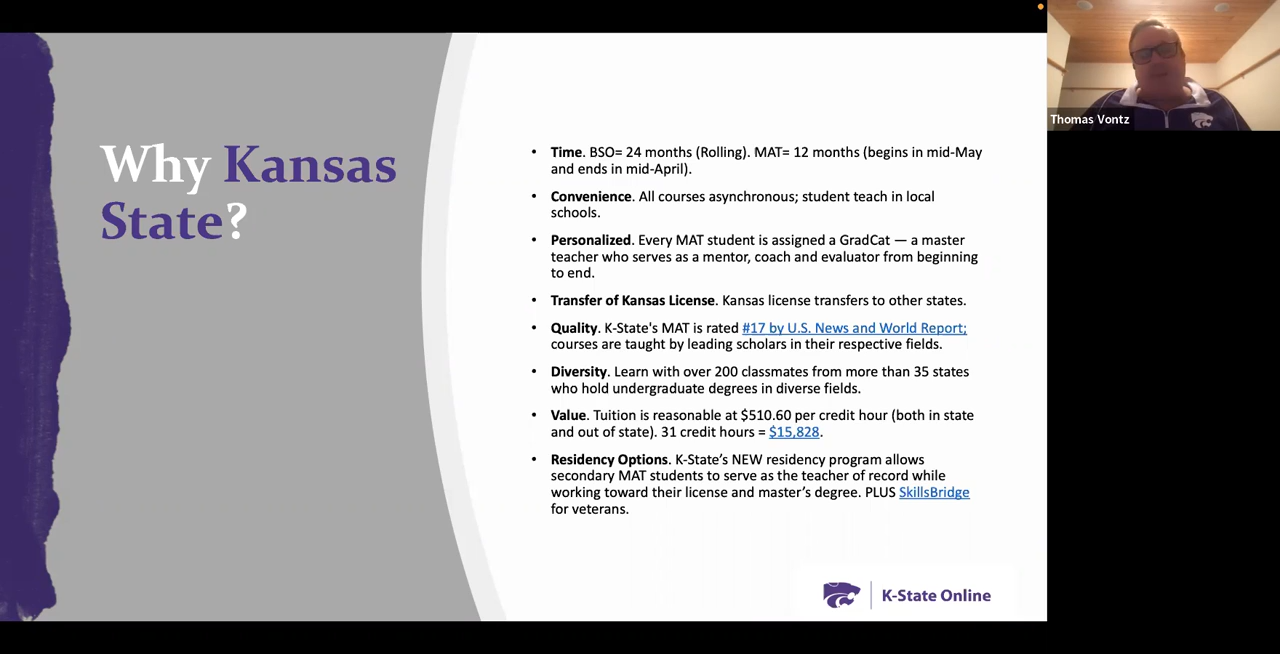 Why Kansas
State?
• Time. BSO= 24 months (Rolling). MAT= 12 months (begins in mid-May
and ends in mid-April).
• Convenience. All courses asynchronous; student teach in local
schools.
• Personalized. Every MAT student is assigned a GradCat — a master
teacher who serves as a mentor, coach and evaluator from beginning
to end.
• Transfer of Kansas License. Kansas license transfers to other states.
• Quality. K-State's MAT is rated #17 by U.S. News and World Report;
courses are taught by leading scholars in their respective fields.
• Diversity. Learn with over 200 classmates from more than 35 states
who hold undergraduate degrees in diverse fields.
• Value. Tuition is reasonable at $510.60 per credit hour (both in state
and out of state). 31 credit hours = $15,828.
• Residency Options. K-State’s NEW residency program allows
secondary MAT students to serve as the teacher of record while
working toward their license and master’s degree. PLUS SkillsBridge
for veterans.
K-State Online
Thomas Vontz